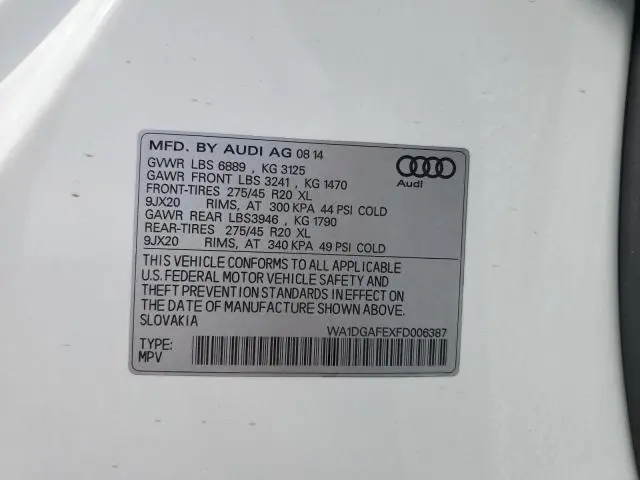 MFD. BY AUDI AG 08 14
GVWR LBS 6889 , KG 3125
GAWR FRONT LBS 3241 , KG 1470
FRONT-TIRES 275/45 R20 XL
9JX20 RIMS, AT 300 KPA 44 PSI COLD
GAWR REAR LBS3946 , KG 1790
REAR-TIRES 275/45 R20 XL
9JX20 RIMS, AT 340 KPA 49 PSI COLD
Audi
THIS VEHICLE CONFORMS TO ALL APPLICABLE
U.S. FEDERAL MOTOR VEHICLE SAFETY AND
THEFT PREVENTION STANDARDS IN EFFECT ON
THE DATE OF MANUFACTURE SHOWN ABOVE.
SLOVAKIA
WA1DGAFEXFD006387
TYPE:
MPV